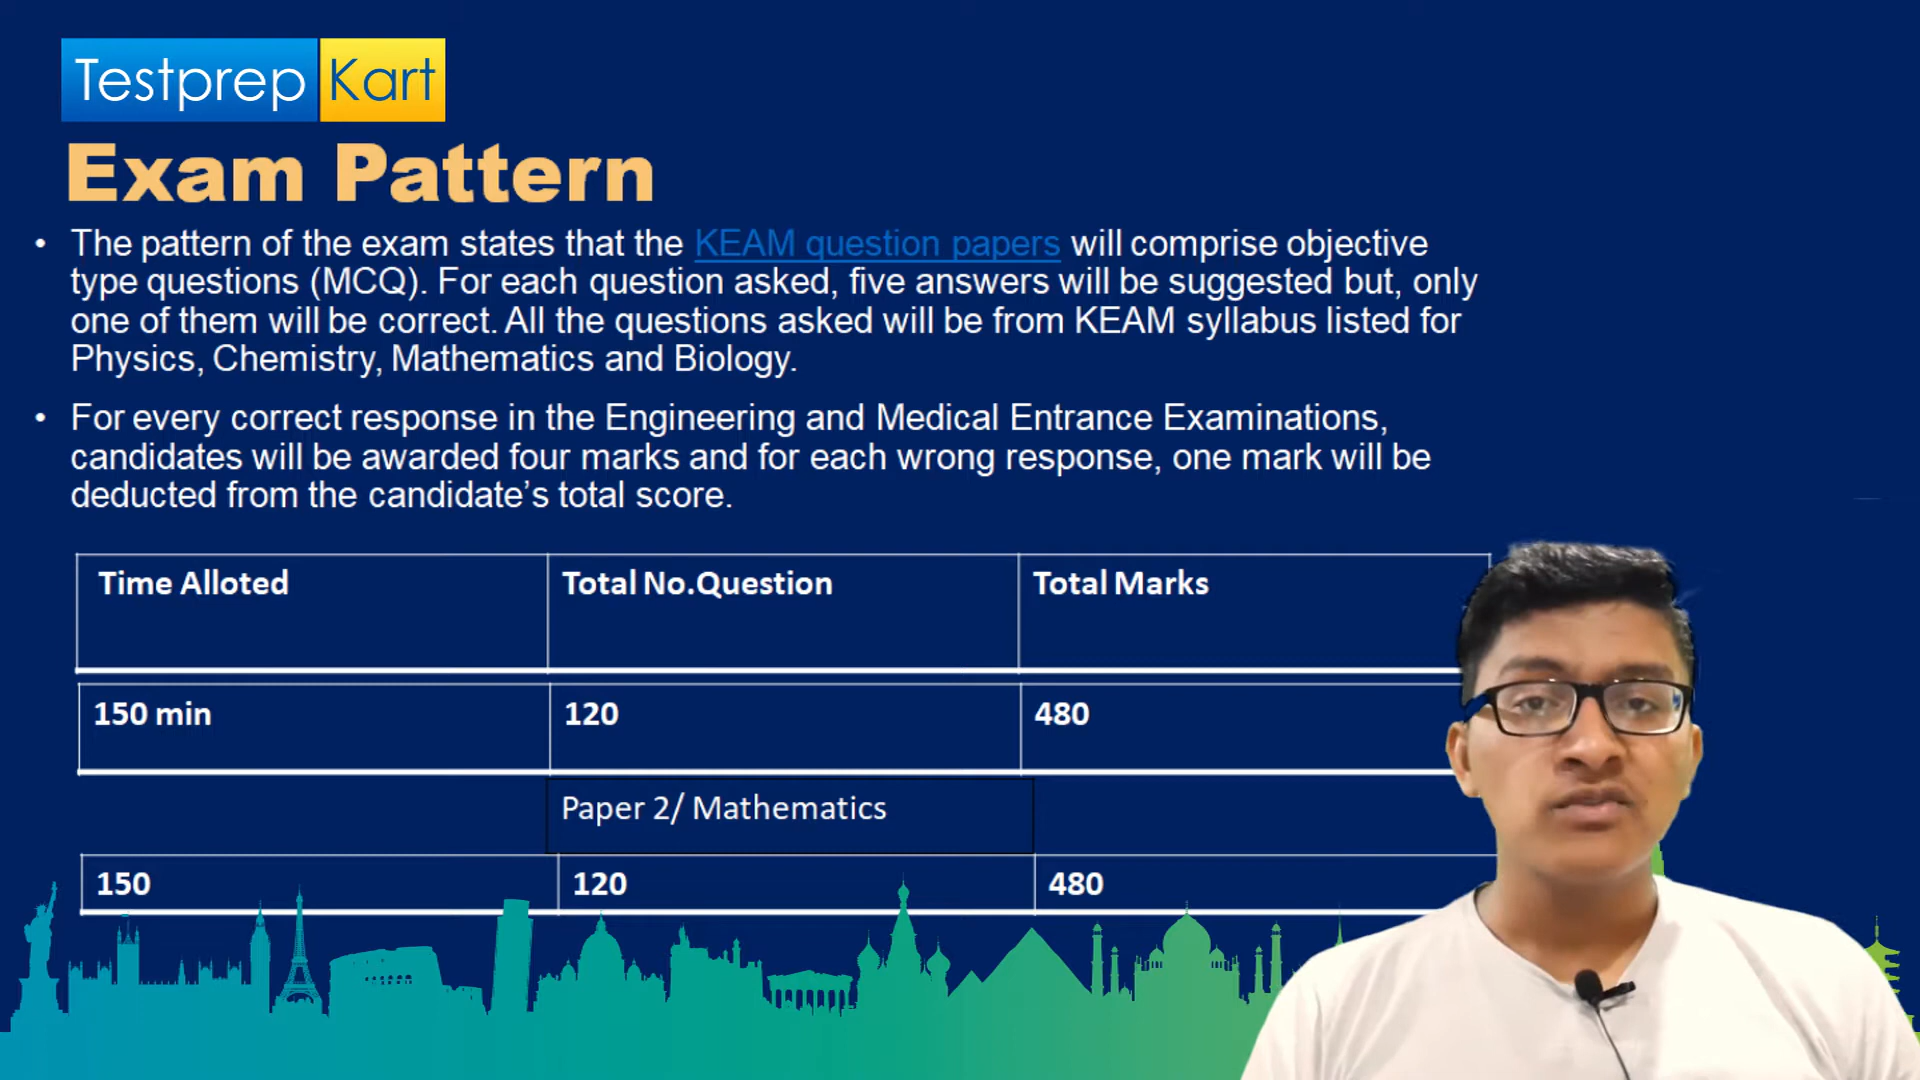 Testprep Kart
Exam Pattern
• The pattern of the exam states that the KEAM question papers will comprise objective
type questions (MCQ). For each question asked, five answers will be suggested but, only
one of them will be correct. All the questions asked will be from KEAM syllabus listed for
Physics, Chemistry, Mathematics and Biology.
• For every correct response in the Engineering and Medical Entrance Examinations,
candidates will be awarded four marks and for each wrong response, one mark will be
deducted from the candidate's total score.
Time Alloted Total No.Question Total Marks
150 min 120 480
Paper 2/ Mathematics
150 120 480